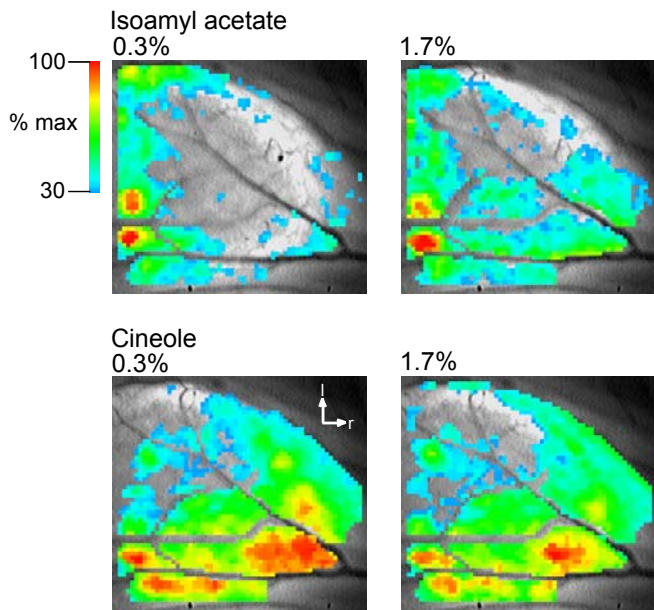 Isoamyl acetate
0.3%
1.7%
100
% max
30
Cineole
0.3%
1.7%
l
r